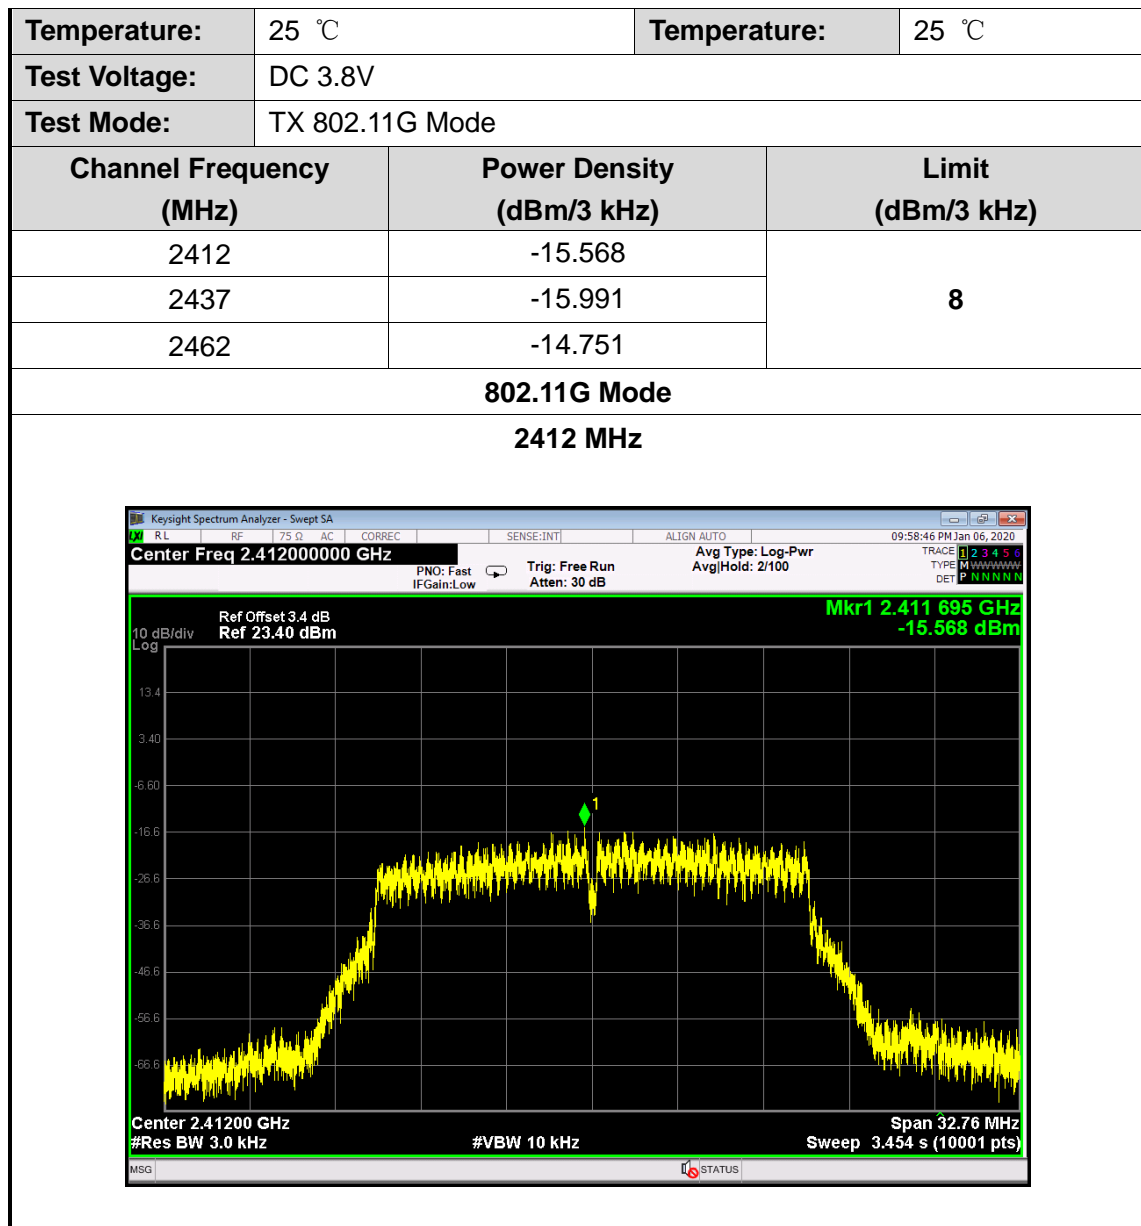 Temperature: 25 ℃ Temperature: 25 ℃
Test Voltage: DC 3.8V
Test Mode: TX 802.11G Mode
Channel Frequency (MHz) Power Density (dBm/3 kHz) Limit (dBm/3 kHz)
2412 -15.568
2437 -15.991 8
2462 -14.751
802.11G Mode
2412 MHz
Keysight Spectrum Analyzer - Swept SA
LXI RL RF 75 Ω AC CORREC SENSE:INT ALIGN AUTO 09:58:46 PM Jan 06, 2020
Center Freq 2.412000000 GHz
PNO: Fast
IFGain:Low
Trig: Free Run
Atten: 30 dB
Avg Type: Log-Pwr
Avg|Hold: 2/100
TRACE 1 2 3 4 5 6
TYPE M WWWWW
DET P N N N N N
Mkr1 2.411 695 GHz
-15.568 dBm
Ref Offset 3.4 dB
10 dB/div Ref 23.40 dBm
Log
13.4
3.40
-6.60
1
-16.6
-26.6
-36.6
-46.6
-56.6
-66.6
Center 2.41200 GHz Span 32.76 MHz
#Res BW 3.0 kHz #VBW 10 kHz Sweep 3.454 s (10001 pts)
MSG STATUS